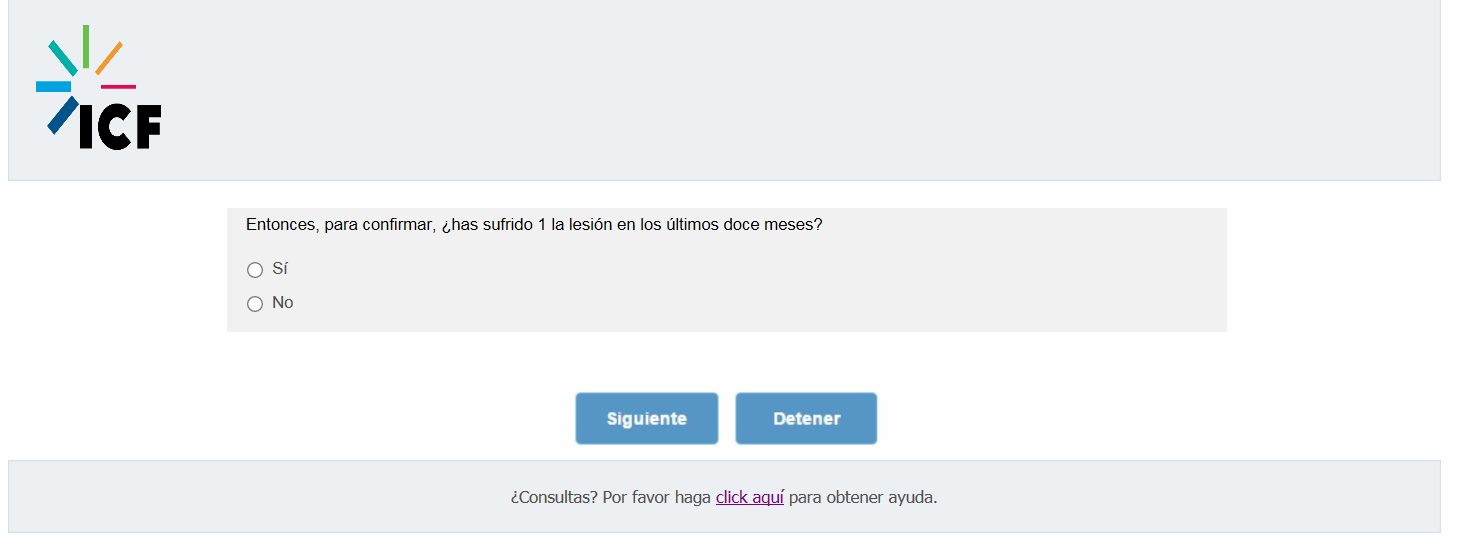 ICF
Entonces, para confirmar, ¿has sufrido 1 la lesión en los últimos doce meses?
Sí
No
Siguiente Detener
¿Consultas? Por favor haga click aquí para obtener ayuda.